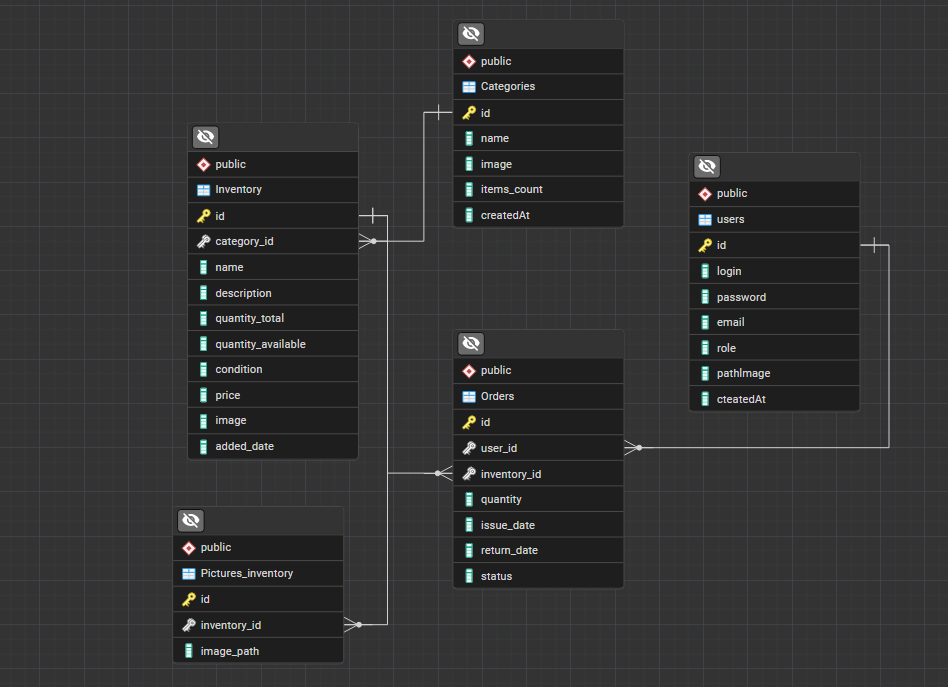 public
Categories
id
name
image
items_count
createdAt
public
Inventory
id
category_id
name
description
quantity_total
quantity_available
condition
price
image
added_date
public
users
id
login
password
email
role
pathImage
cteatedAt
public
Orders
id
user_id
inventory_id
quantity
issue_date
return_date
status
public
Pictures_inventory
id
inventory_id
image_path